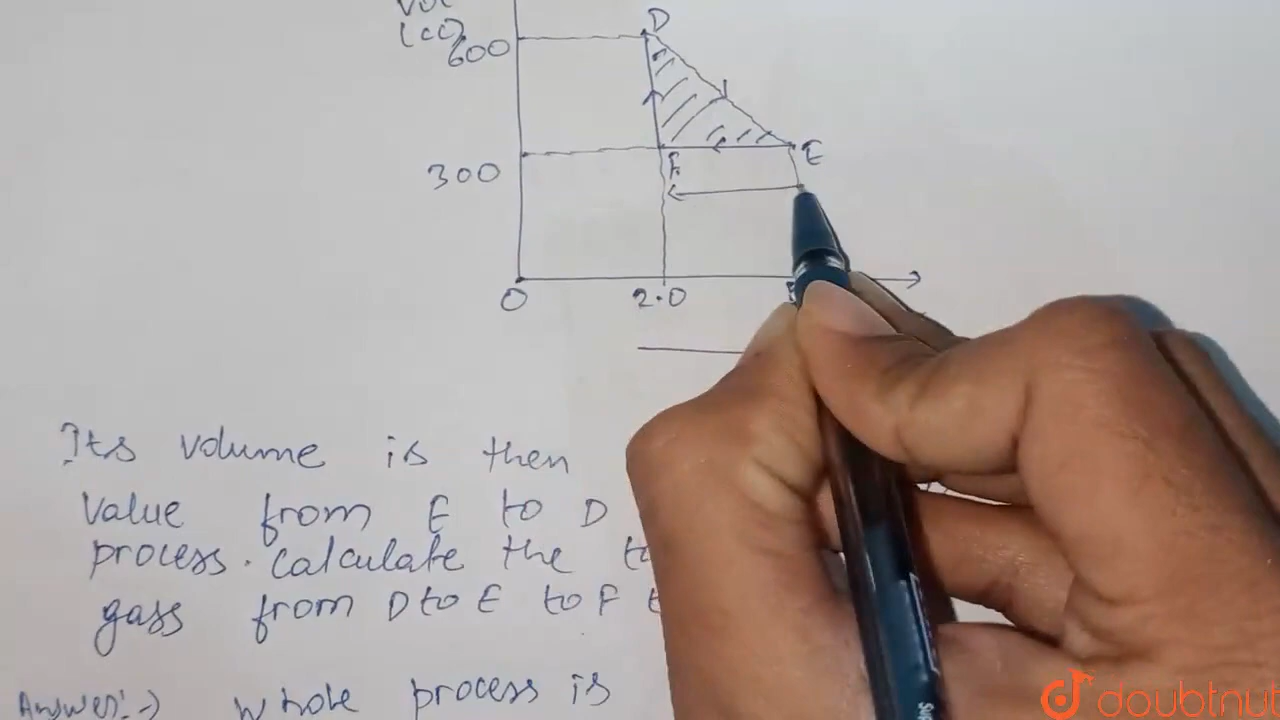 (cc)
600
D
300
F
E
0
2.0
Its volume is then
Value from E to D
process. Calculate the
gass from D to E to F
Answer:→ Whole process is
doubtnut